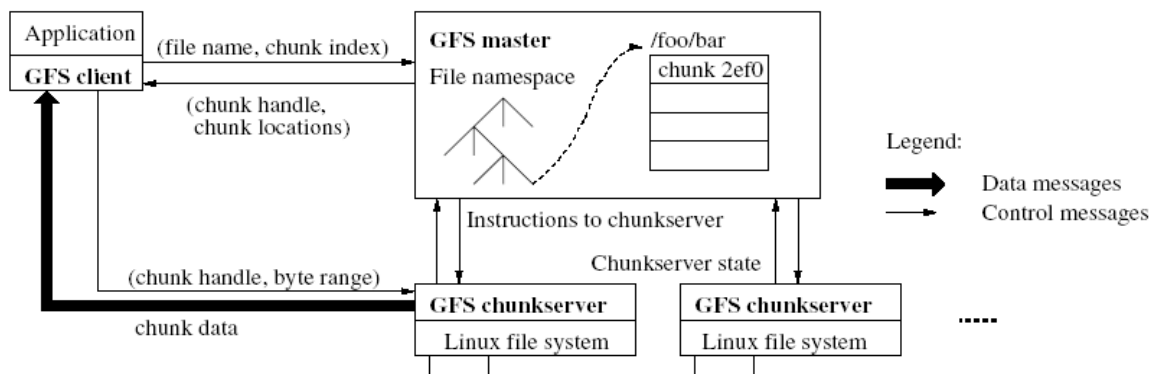 Application
GFS client
(file name, chunk index)
(chunk handle,
chunk locations)
GFS master
File namespace
/foo/bar
chunk 2ef0
Legend:
Data messages
Control messages
Instructions to chunkserver
Chunkserver state
(chunk handle, byte range)
chunk data
GFS chunkserver
Linux file system
GFS chunkserver
Linux file system